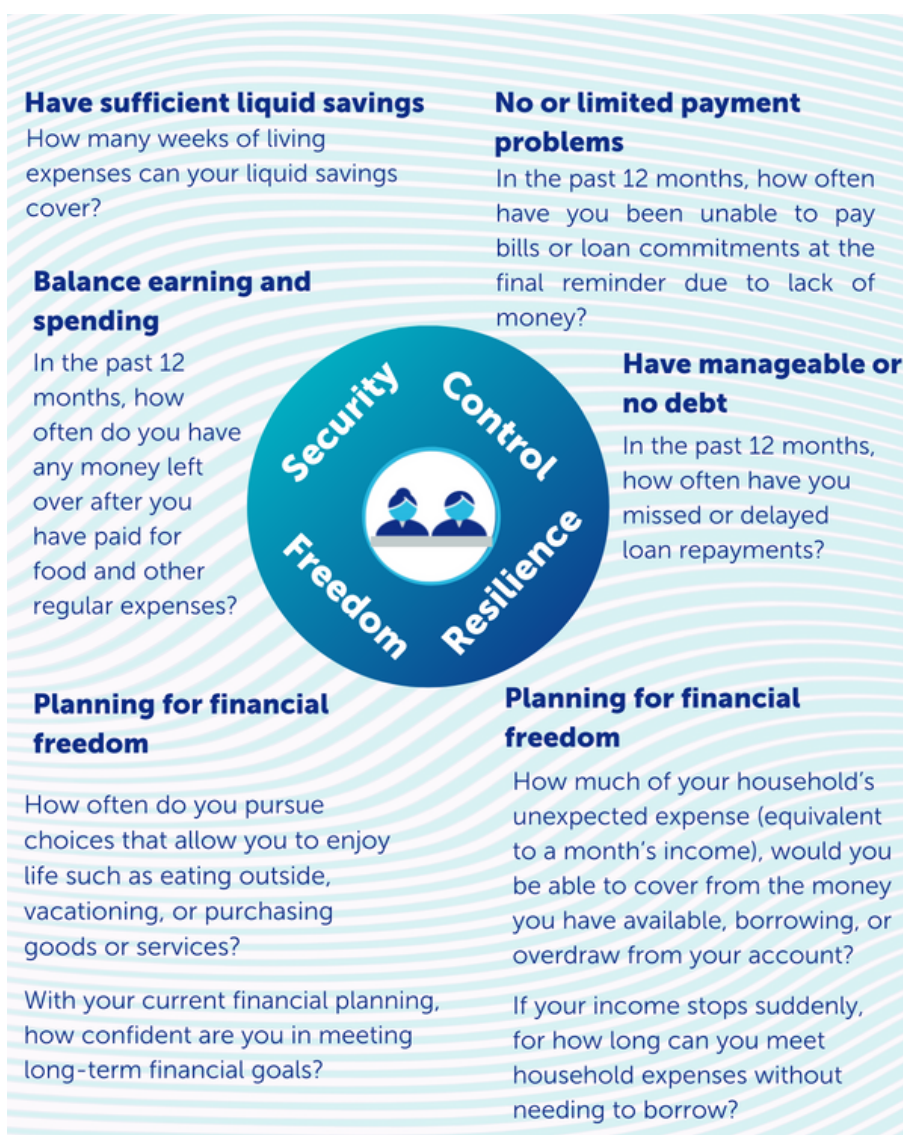 Have sufficient liquid savings
How many weeks of living
expenses can your liquid savings
cover?
Balance earning and
spending
In the past 12
months, how
often do you have
any money left
over after you
have paid for
food and other
regular expenses?
No or limited payment
problems
In the past 12 months, how often
have you been unable to pay
bills or loan commitments at the
final reminder due to lack of
money?
Have manageable or
no debt
In the past 12 months,
how often have you
missed or delayed
loan repayments?
Security
Control
Freedom
Resilience
Planning for financial
freedom
How often do you pursue
choices that allow you to enjoy
life such as eating outside,
vacationing, or purchasing
goods or services?
With your current financial planning,
how confident are you in meeting
long-term financial goals?
Planning for financial
freedom
How much of your household’s
unexpected expense (equivalent
to a month’s income), would you
be able to cover from the money
you have available, borrowing, or
overdraw from your account?
If your income stops suddenly,
for how long can you meet
household expenses without
needing to borrow?